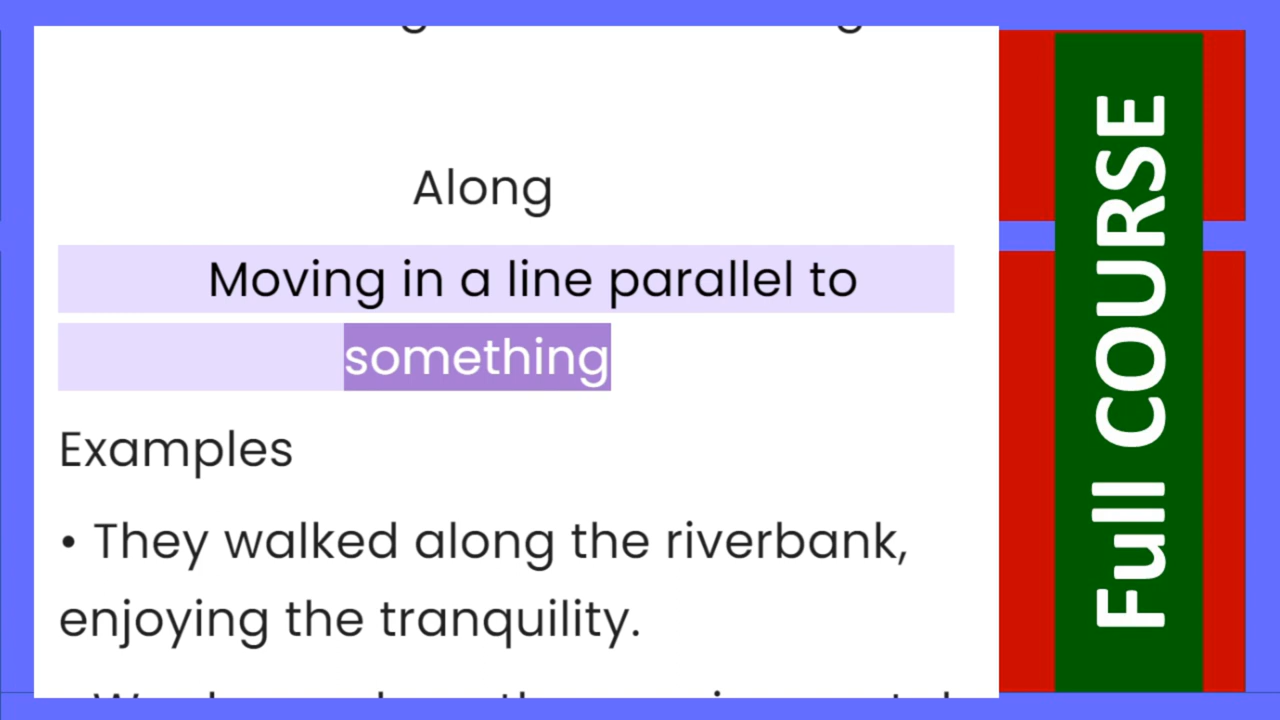 Along
Moving in a line parallel to
something
Examples
• They walked along the riverbank,
enjoying the tranquility.
Full COURSE